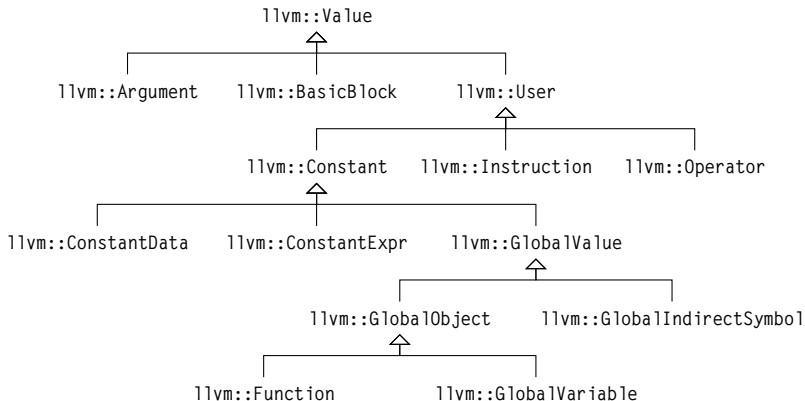 llvm::Value
llvm::Argument llvm::BasicBlock llvm::User
llvm::Constant llvm::Instruction llvm::Operator
llvm::ConstantData llvm::ConstantExpr llvm::GlobalValue
llvm::GlobalObject llvm::GlobalIndirectSymbol
llvm::Function llvm::GlobalVariable